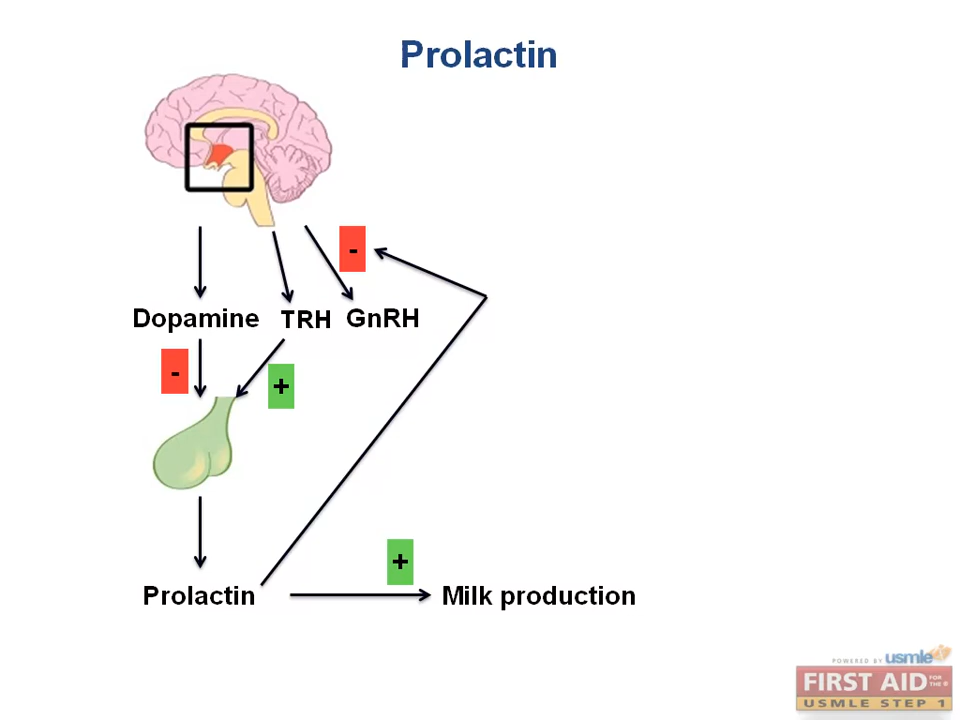 Prolactin
-
Dopamine TRH GnRH
-
+
+
Prolactin Milk production
POWERED BY usmle
FIRST AID FOR THE ®
USMLE STEP 1